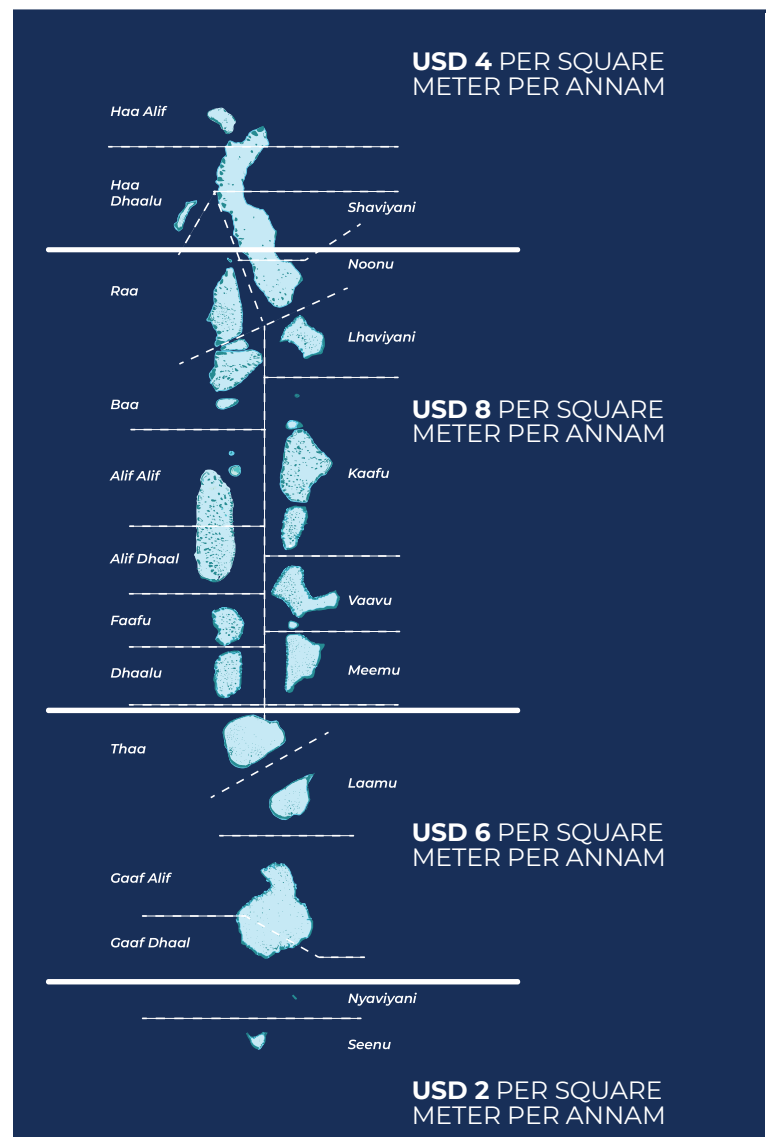 USD 4 PER SQUARE
METER PER ANNAM
Haa Alif
Haa
Dhaalu
Shaviyani
Noonu
Raa
Lhaviyani
Baa
USD 8 PER SQUARE
METER PER ANNAM
Alif Alif
Kaafu
Alif Dhaal
Vaavu
Faafu
Dhaalu
Meemu
Thaa
Laamu
USD 6 PER SQUARE
METER PER ANNAM
Gaaf Alif
Gaaf Dhaal
Nyaviyani
Seenu
USD 2 PER SQUARE
METER PER ANNAM